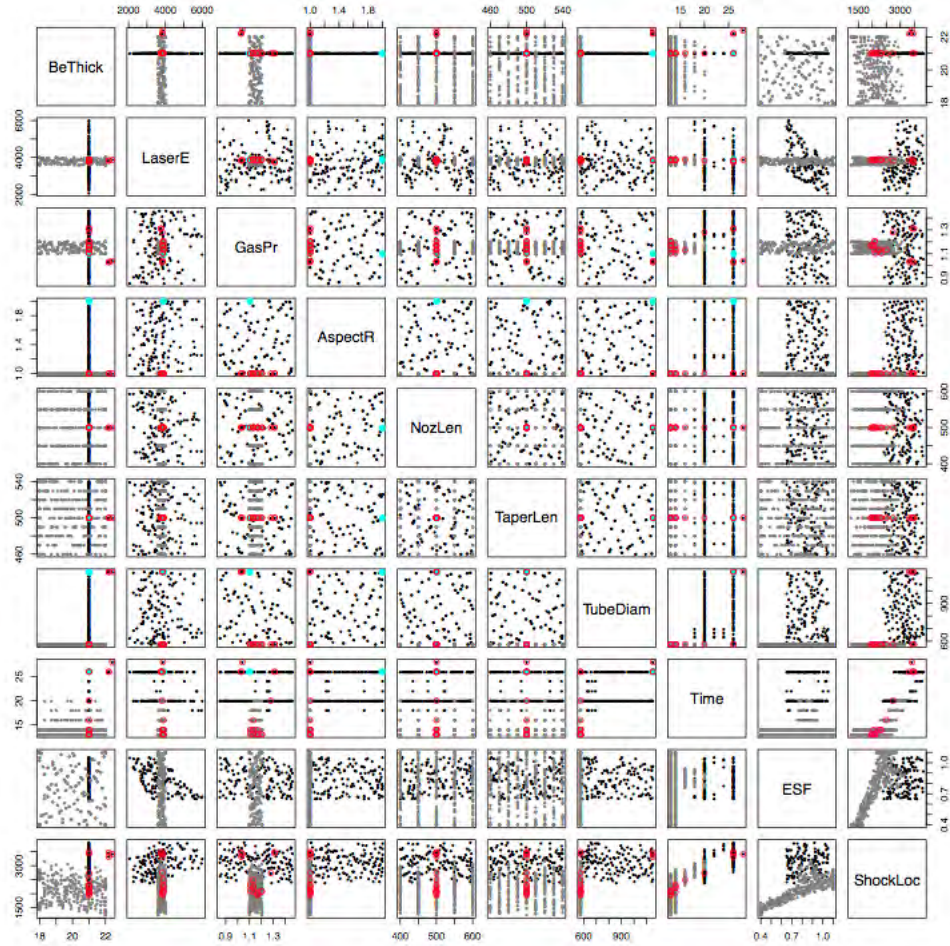 2000 4000 6000
1.0 1.4 1.8
460 500 540
15 20 25
1500 3000
BeThick
18 20 22
2000 4000 6000
LaserE
GasPr
0.9 1.1 1.3
1.0 1.4 1.8
AspectR
NozLen
400 500 600
460 500 540
TaperLen
TubeDiam
600 900
15 20 25
Time
ESF
0.4 0.7 1.0
1500 3000
ShockLoc
18 20 22
0.9 1.1 1.3
400 500 600
600 900
0.4 0.7 1.0